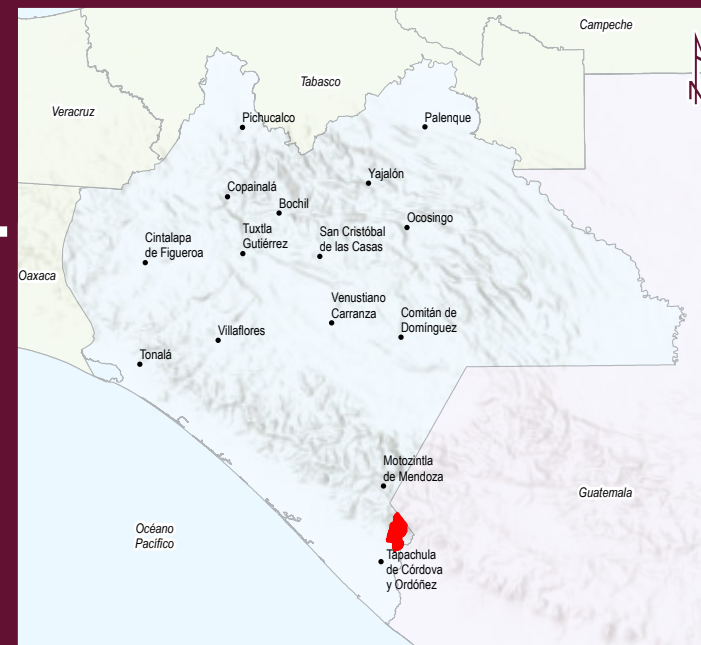 Campeche
Tabasco
Veracruz
Pichucalco
Palenque
Yajalón
Copainalá
Bochil
Ocosingo
Tuxtla
Gutiérrez
San Cristóbal
de las Casas
Cintalapa
de Figueroa
Oaxaca
Venustiano
Carranza
Comitán de
Domínguez
Villaflores
Tonalá
Motozintla
de Mendoza
Guatemala
Océano
Pacífico
Tapachula
de Córdova
y Ordóñez